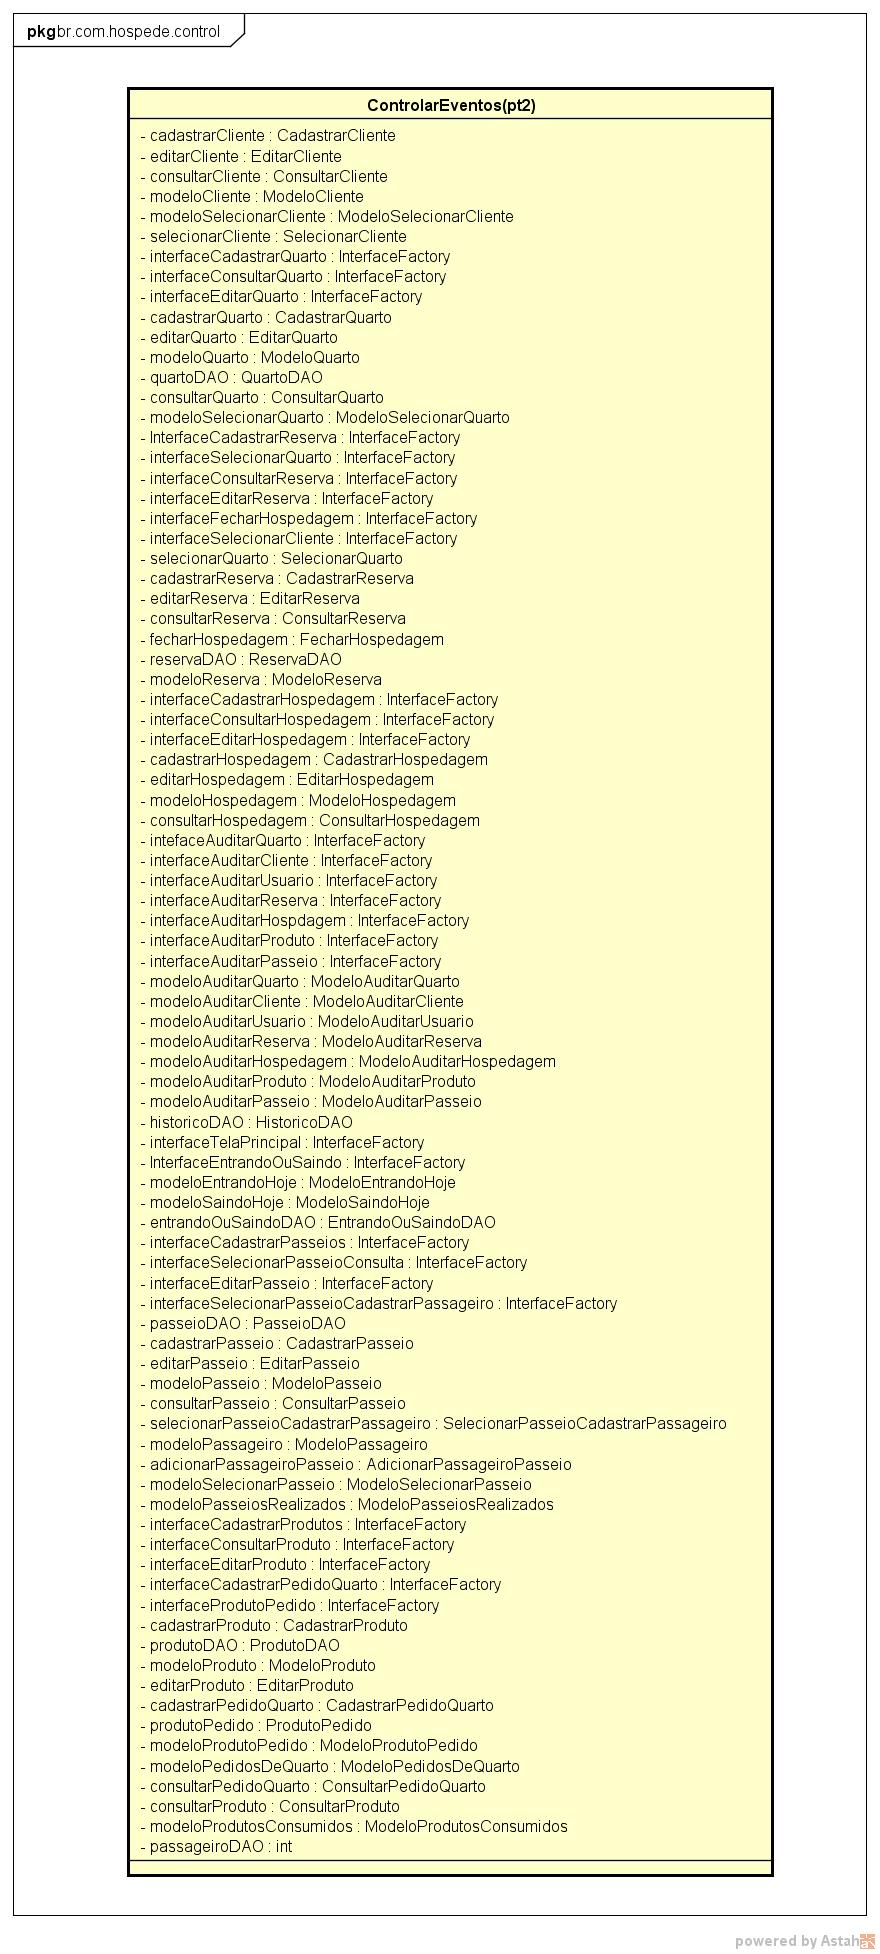 pkgbr.com.hospede.control
ControlarEventos(pt2)
- cadastrarCliente : CadastrarCliente
- editarCliente : EditarCliente
- consultarCliente : ConsultarCliente
- modeloCliente : ModeloCliente
- modeloSelecionarCliente : ModeloSelecionarCliente
- selecionarCliente : SelecionarCliente
- interfaceCadastrarQuarto : InterfaceFactory
- interfaceConsultarQuarto : InterfaceFactory
- interfaceEditarQuarto : InterfaceFactory
- cadastrarQuarto : CadastrarQuarto
- editarQuarto : EditarQuarto
- modeloQuarto : ModeloQuarto
- quartoDAO : QuartoDAO
- consultarQuarto : ConsultarQuarto
- modeloSelecionarQuarto : ModeloSelecionarQuarto
- InterfaceCadastrarReserva : InterfaceFactory
- interfaceSelecionarQuarto : InterfaceFactory
- interfaceConsultarReserva : InterfaceFactory
- interfaceEditarReserva : InterfaceFactory
- interfaceFecharHospedagem : InterfaceFactory
- interfaceSelecionarCliente : InterfaceFactory
- selecionarQuarto : SelecionarQuarto
- cadastrarReserva : CadastrarReserva
- editarReserva : EditarReserva
- consultarReserva : ConsultarReserva
- fecharHospedagem : FecharHospedagem
- reservaDAO : ReservaDAO
- modeloReserva : ModeloReserva
- interfaceCadastrarHospedagem : InterfaceFactory
- interfaceConsultarHospedagem : InterfaceFactory
- interfaceEditarHospedagem : InterfaceFactory
- cadastrarHospedagem : CadastrarHospedagem
- editarHospedagem : EditarHospedagem
- modeloHospedagem : ModeloHospedagem
- consultarHospedagem : ConsultarHospedagem
- intefaceAuditarQuarto : InterfaceFactory
- interfaceAuditarCliente : InterfaceFactory
- interfaceAuditarUsuario : InterfaceFactory
- interfaceAuditarReserva : InterfaceFactory
- interfaceAuditarHospdagem : InterfaceFactory
- interfaceAuditarProduto : InterfaceFactory
- interfaceAuditarPasseio : InterfaceFactory
- modeloAuditarQuarto : ModeloAuditarQuarto
- modeloAuditarCliente : ModeloAuditarCliente
- modeloAuditarUsuario : ModeloAuditarUsuario
- modeloAuditarReserva : ModeloAuditarReserva
- modeloAuditarHospedagem : ModeloAuditarHospedagem
- modeloAuditarProduto : ModeloAuditarProduto
- modeloAuditarPasseio : ModeloAuditarPasseio
- historicoDAO : HistoricoDAO
- interfaceTelaPrincipal : InterfaceFactory
- InterfaceEntrandoOuSaindo : InterfaceFactory
- modeloEntrandoHoje : ModeloEntrandoHoje
- modeloSaindoHoje : ModeloSaindoHoje
- entrandoOuSaindoDAO : EntrandoOuSaindoDAO
- interfaceCadastrarPasseios : InterfaceFactory
- interfaceSelecionarPasseioConsulta : InterfaceFactory
- interfaceEditarPasseio : InterfaceFactory
- interfaceSelecionarPasseioCadastrarPassageiro : InterfaceFactory
- passeioDAO : PasseioDAO
- cadastrarPasseio : CadastrarPasseio
- editarPasseio : EditarPasseio
- modeloPasseio : ModeloPasseio
- consultarPasseio : ConsultarPasseio
- selecionarPasseioCadastrarPassageiro : SelecionarPasseioCadastrarPassageiro
- modeloPassageiro : ModeloPassageiro
- adicionarPassageiroPasseio : AdicionarPassageiroPasseio
- modeloSelecionarPasseio : ModeloSelecionarPasseio
- modeloPasseiosRealizados : ModeloPasseiosRealizados
- interfaceCadastrarProdutos : InterfaceFactory
- interfaceConsultarProduto : InterfaceFactory
- interfaceEditarProduto : InterfaceFactory
- interfaceCadastrarPedidoQuarto : InterfaceFactory
- interfaceProdutoPedido : InterfaceFactory
- cadastrarProduto : CadastrarProduto
- produtoDAO : ProdutoDAO
- modeloProduto : ModeloProduto
- editarProduto : EditarProduto
- cadastrarPedidoQuarto : CadastrarPedidoQuarto
- produtoPedido : ProdutoPedido
- modeloProdutoPedido : ModeloProdutoPedido
- modeloPedidosDeQuarto : ModeloPedidosDeQuarto
- consultarPedidoQuarto : ConsultarPedidoQuarto
- consultarProduto : ConsultarProduto
- modeloProdutosConsumidos : ModeloProdutosConsumidos
- passageiroDAO : int
powered by Astah